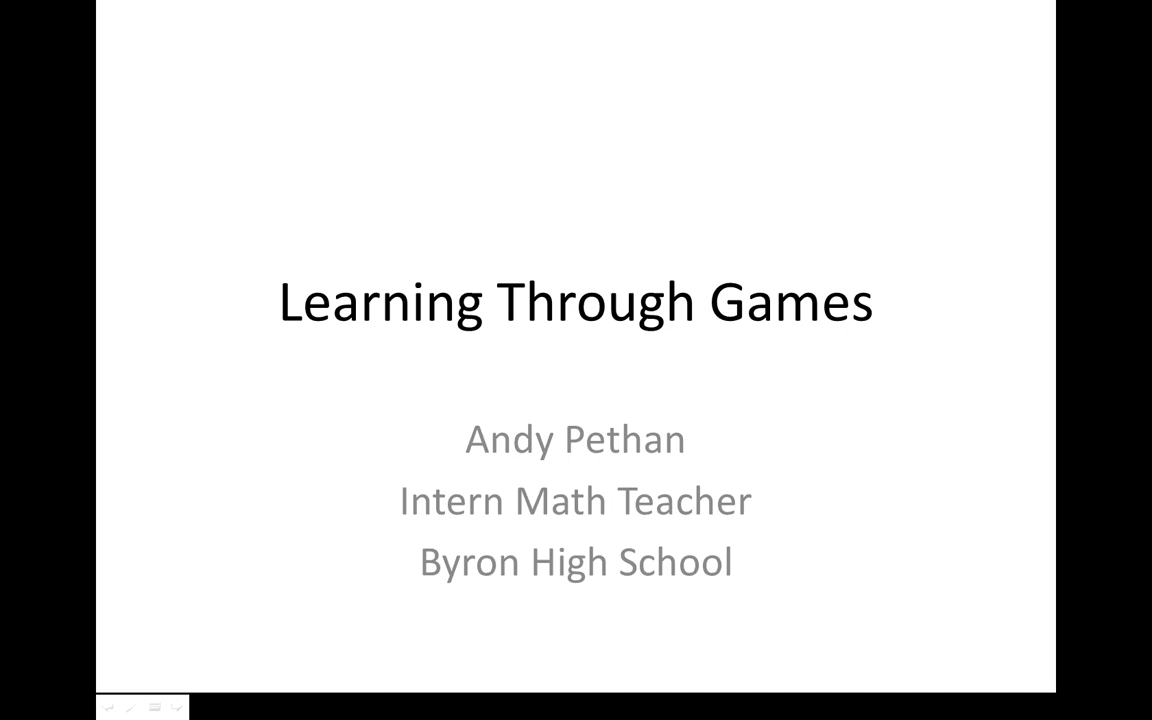 Learning Through Games
Andy Pethan
Intern Math Teacher
Byron High School